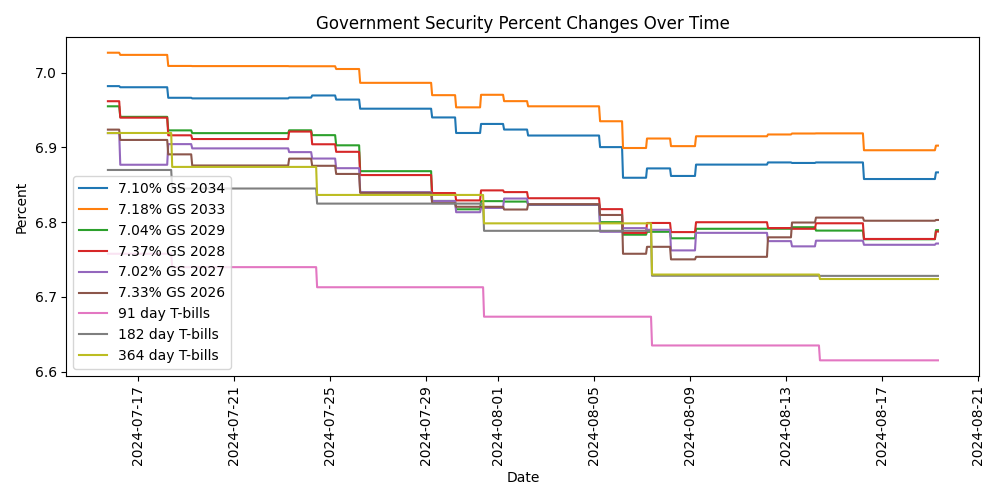 Government Security Percent Changes Over Time
Percent
7.0
6.9
6.8
6.7
6.6
7.10% GS 2034
7.18% GS 2033
7.04% GS 2029
7.37% GS 2028
7.02% GS 2027
7.33% GS 2026
91 day T-bills
182 day T-bills
364 day T-bills
2024-07-17
2024-07-21
2024-07-25
2024-07-29
2024-08-01
2024-08-05
2024-08-09
2024-08-13
2024-08-17
2024-08-21
Date